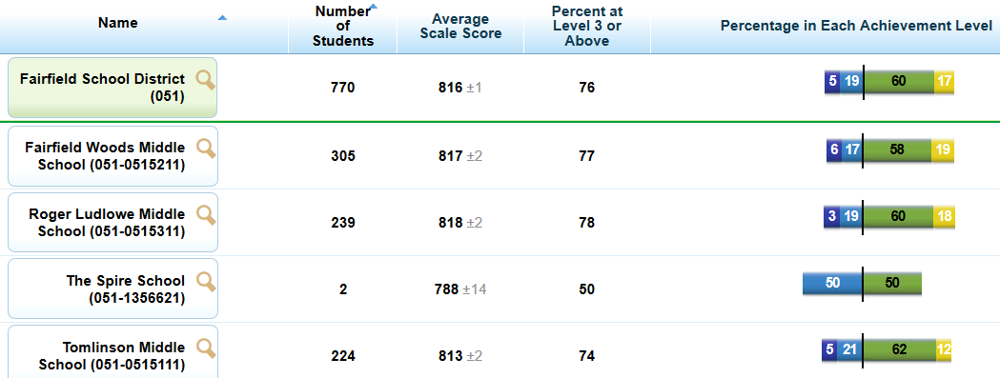 Name Number of Students Average Scale Score Percent at Level 3 or Above Percentage in Each Achievement Level
Fairfield School District (051) 770 816 ±1 76 5 19 60 17
Fairfield Woods Middle School (051-0515211) 305 817 ±2 77 6 17 58 19
Roger Ludlowe Middle School (051-0515311) 239 818 ±2 78 3 19 60 18
The Spire School (051-1356621) 2 788 ±14 50 50 50
Tomlinson Middle School (051-0515111) 224 813 ±2 74 5 21 62 12